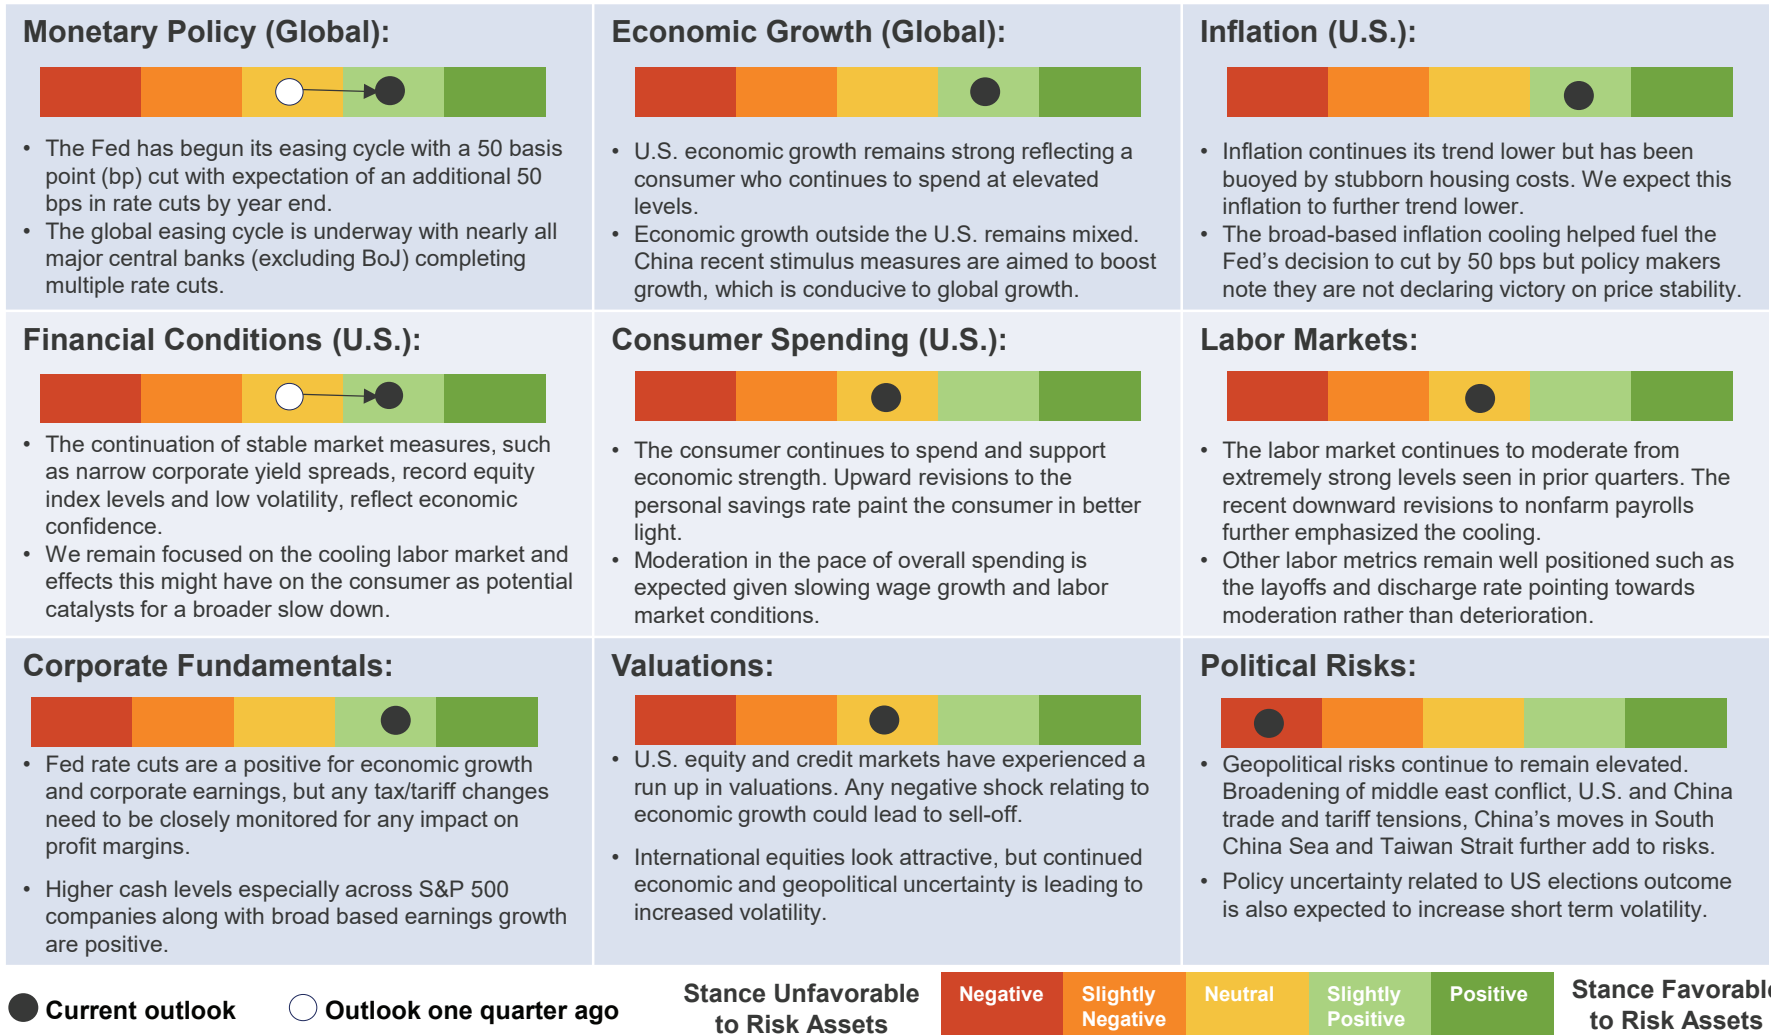 Monetary Policy (Global):
• The Fed has begun its easing cycle with a 50 basis
point (bp) cut with expectation of an additional 50
bps in rate cuts by year end.
• The global easing cycle is underway with nearly all
major central banks (excluding BoJ) completing
multiple rate cuts.
Economic Growth (Global):
• U.S. economic growth remains strong reflecting a
consumer who continues to spend at elevated
levels.
• Economic growth outside the U.S. remains mixed.
China recent stimulus measures are aimed to boost
growth, which is conducive to global growth.
Inflation (U.S.):
• Inflation continues its trend lower but has been
buoyed by stubborn housing costs. We expect this
inflation to further trend lower.
• The broad-based inflation cooling helped fuel the
Fed’s decision to cut by 50 bps but policy makers
note they are not declaring victory on price stability.
Financial Conditions (U.S.):
• The continuation of stable market measures, such
as narrow corporate yield spreads, record equity
index levels and low volatility, reflect economic
confidence.
• We remain focused on the cooling labor market and
effects this might have on the consumer as potential
catalysts for a broader slow down.
Consumer Spending (U.S.):
• The consumer continues to spend and support
economic strength. Upward revisions to the
personal savings rate paint the consumer in better
light.
• Moderation in the pace of overall spending is
expected given slowing wage growth and labor
market conditions.
Labor Markets:
• The labor market continues to moderate from
extremely strong levels seen in prior quarters. The
recent downward revisions to nonfarm payrolls
further emphasized the cooling.
• Other labor metrics remain well positioned such as
the layoffs and discharge rate pointing towards
moderation rather than deterioration.
Corporate Fundamentals:
• Fed rate cuts are a positive for economic growth
and corporate earnings, but any tax/tariff changes
need to be closely monitored for any impact on
profit margins.
• Higher cash levels especially across S&P 500
companies along with broad based earnings growth
are positive.
Valuations:
• U.S. equity and credit markets have experienced a
run up in valuations. Any negative shock relating to
economic growth could lead to sell-off.
• International equities look attractive, but continued
economic and geopolitical uncertainty is leading to
increased volatility.
Political Risks:
• Geopolitical risks continue to remain elevated.
Broadening of middle east conflict, U.S. and China
trade and tariff tensions, China’s moves in South
China Sea and Taiwan Strait further add to risks.
• Policy uncertainty related to US elections outcome
is also expected to increase short term volatility.
Current outlook
Outlook one quarter ago
Stance Unfavorable
to Risk Assets
Negative
Slightly
Negative
Neutral
Slightly
Positive
Positive
Stance Favorable
to Risk Assets